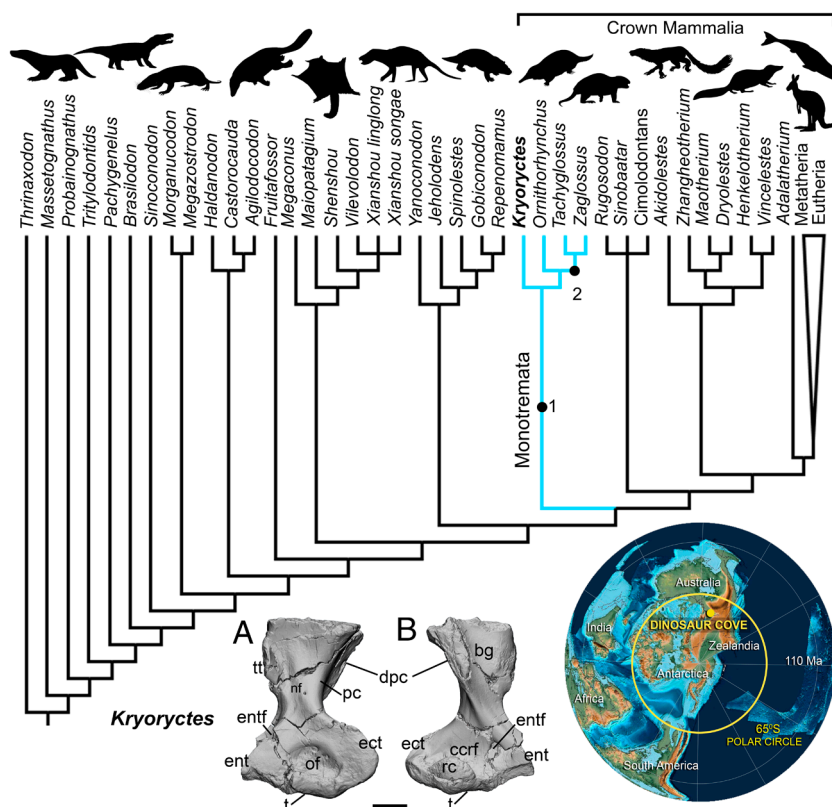 Crown Mammalia
Thrinaxodon
Massetognathus
Probainognathus
Tritylodontids
Pachygenelus
Brasilodon
Sinoconodon
Morganucodon
Megazostrodon
Haldanodon
Castorocauda
Agilodocodon
Fruitafossor
Megaconus
Maiopatagium
Shenshou
Vilevolodon
Xianshou linglong
Xianshou songae
Yanoconodon
Jeholodens
Spinolestes
Gobiconodon
Repenomamus
Kryoryctes
Ornithorhynchus
Tachyglossus
Zaglossus
Rugosodon
Sinobaatar
Cimolodontans
Akidolestes
Zhangheotherium
Maotherium
Dryolestes
Henkelotherium
Vincelestes
Adalatherium
Metatheria
Eutheria
2
1
Monotremata
A
B
tt
nf
pc
dpc
bg
Kryoryctes
entf
ent
of
ect
t
ect
ccrf
rc
entf
ent
t
Australia
India
DINOSAUR COVE
Zealandia
110 Ma
Antarctica
Africa
65°S
POLAR CIRCLE
South America